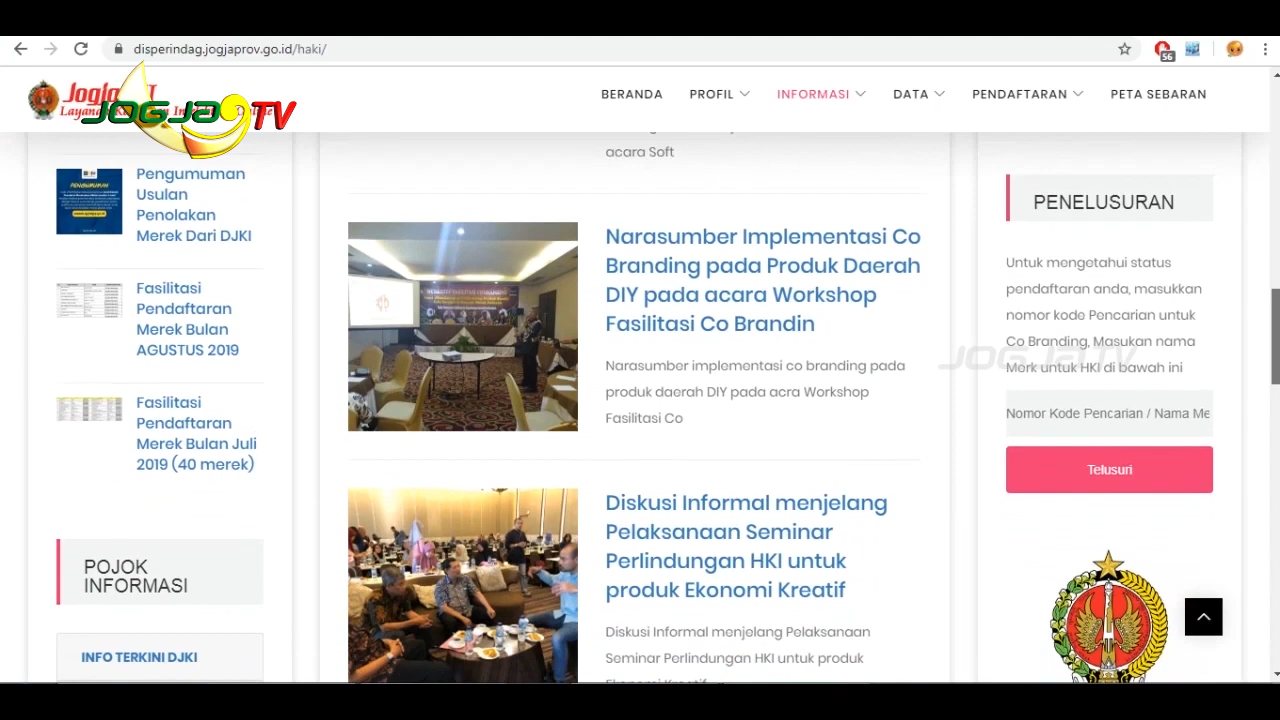 disperindag.jogjaprov.go.id/haki/
56
JOGJA TV
BERANDA
PROFIL
INFORMASI
DATA
PENDAFTARAN
PETA SEBARAN
Pengumuman
Usulan
Penolakan
Merek Dari DJKI
PENGUMUMAN
Fasilitasi
Pendaftaran
Merek Bulan
AGUSTUS 2019
Fasilitasi
Pendaftaran
Merek Bulan Juli
2019 (40 merek)
POJOK
INFORMASI
INFO TERKINI DJKI
acara Soft
Narasumber Implementasi Co
Branding pada Produk Daerah
DIY pada acara Workshop
Fasilitasi Co Brandin
Narasumber implementasi co branding pada
produk daerah DIY pada acra Workshop
Fasilitasi Co
Diskusi Informal menjelang
Pelaksanaan Seminar
Perlindungan HKI untuk
produk Ekonomi Kreatif
Diskusi Informal menjelang Pelaksanaan
Seminar Perlindungan HKI untuk produk
Ekonomi Kreatif
PENELUSURAN
Untuk mengetahui status
pendaftaran anda, masukkan
nomor kode Pencarian untuk
Co Branding, Masukan nama
Merk untuk HKI di bawah ini
JOGJA TV
Nomor Kode Pencarian / Nama Me
Telusuri